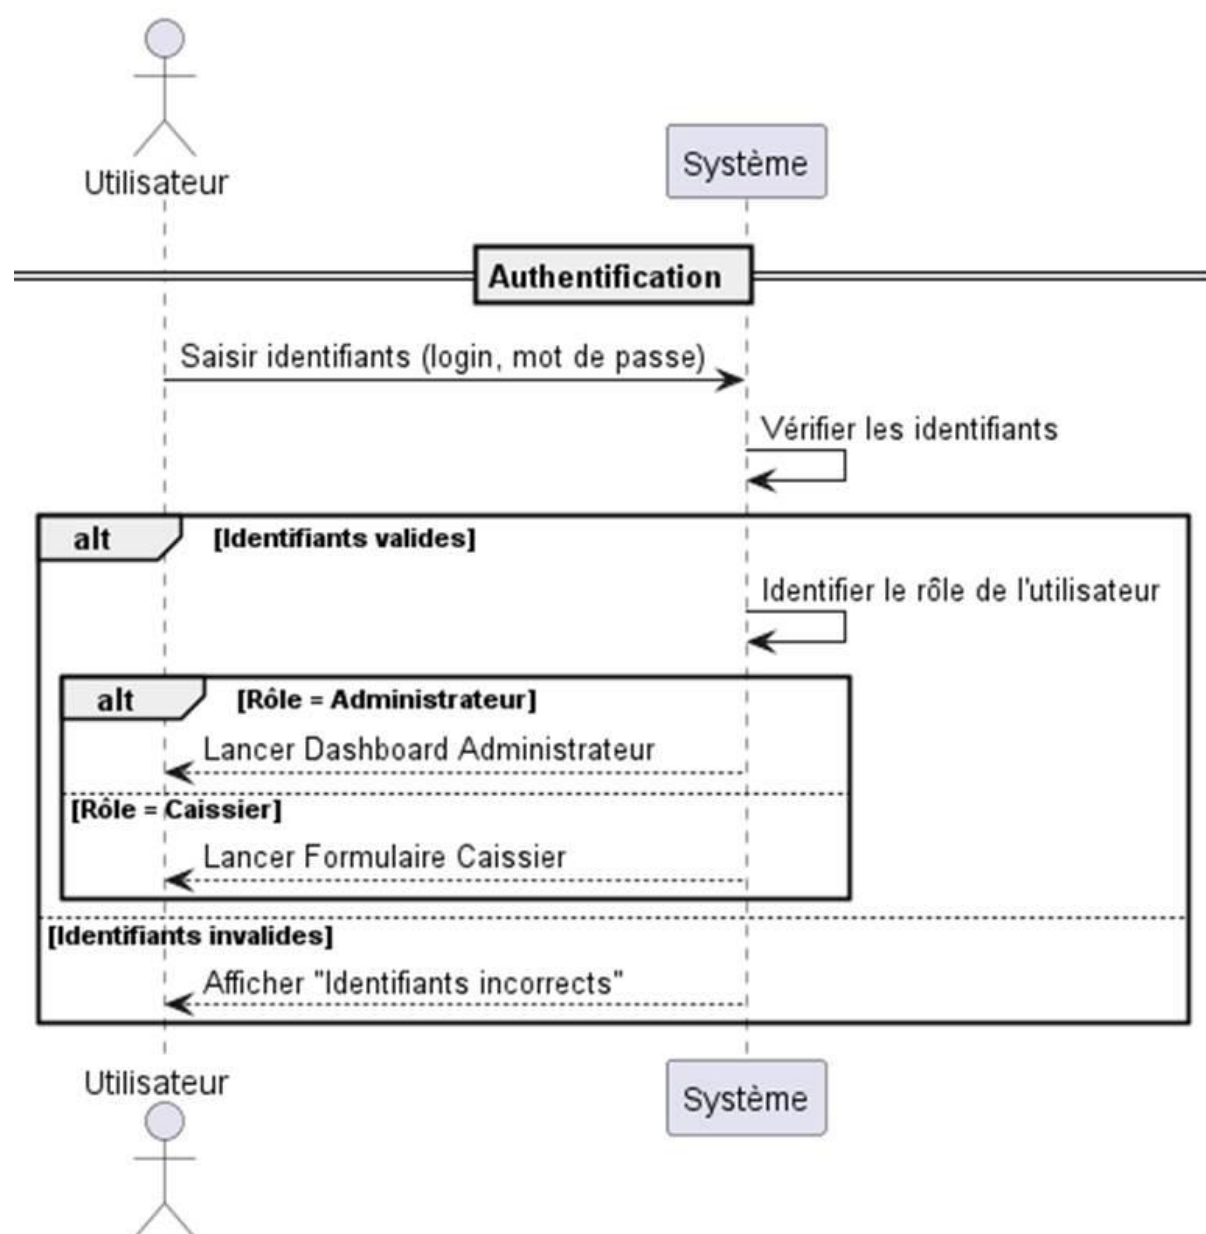 Utilisateur
Système
Authentification
Saisir identifiants (login, mot de passe)
Vérifier les identifiants
alt
[Identifiants valides]
Identifier le rôle de l'utilisateur
alt
[Rôle = Administrateur]
Lancer Dashboard Administrateur
[Rôle = Caissier]
Lancer Formulaire Caissier
[Identifiants invalides]
Afficher "Identifiants incorrects"
Utilisateur
Système